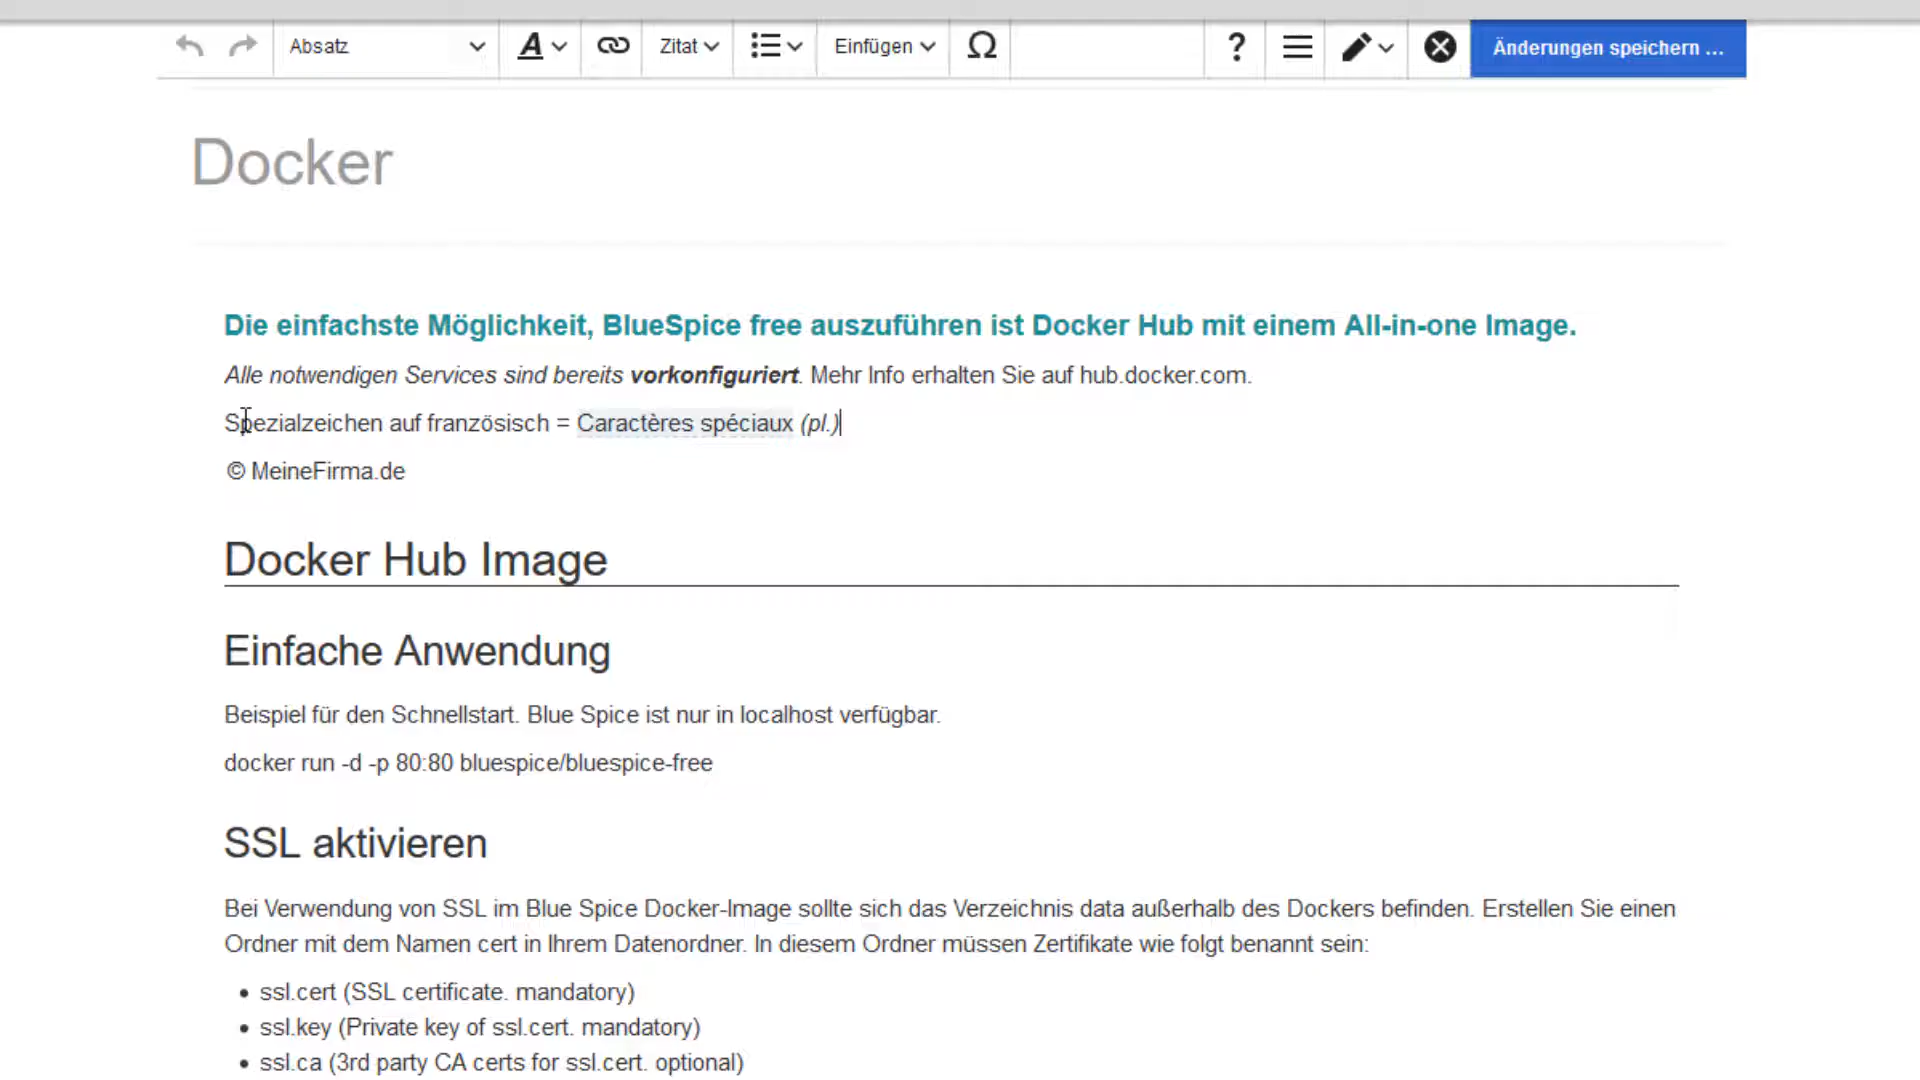 Absatz
A
Zitat
Einfügen
Ω
?
Änderungen speichern ...
Docker
Die einfachste Möglichkeit, BlueSpice free auszuführen ist Docker Hub mit einem All-in-one Image.
Alle notwendigen Services sind bereits vorkonfiguriert. Mehr Info erhalten Sie auf hub.docker.com.
Spezialzeichen auf französisch = Caractères spéciaux (pl.)
© MeineFirma.de
Docker Hub Image
Einfache Anwendung
Beispiel für den Schnellstart. Blue Spice ist nur in localhost verfügbar.
docker run -d -p 80:80 bluespice/bluespice-free
SSL aktivieren
Bei Verwendung von SSL im Blue Spice Docker-Image sollte sich das Verzeichnis data außerhalb des Dockers befinden. Erstellen Sie einen
Ordner mit dem Namen cert in Ihrem Datenordner. In diesem Ordner müssen Zertifikate wie folgt benannt sein:
• ssl.cert (SSL certificate. mandatory)
• ssl.key (Private key of ssl.cert. mandatory)
• ssl.ca (3rd party CA certs for ssl.cert. optional)